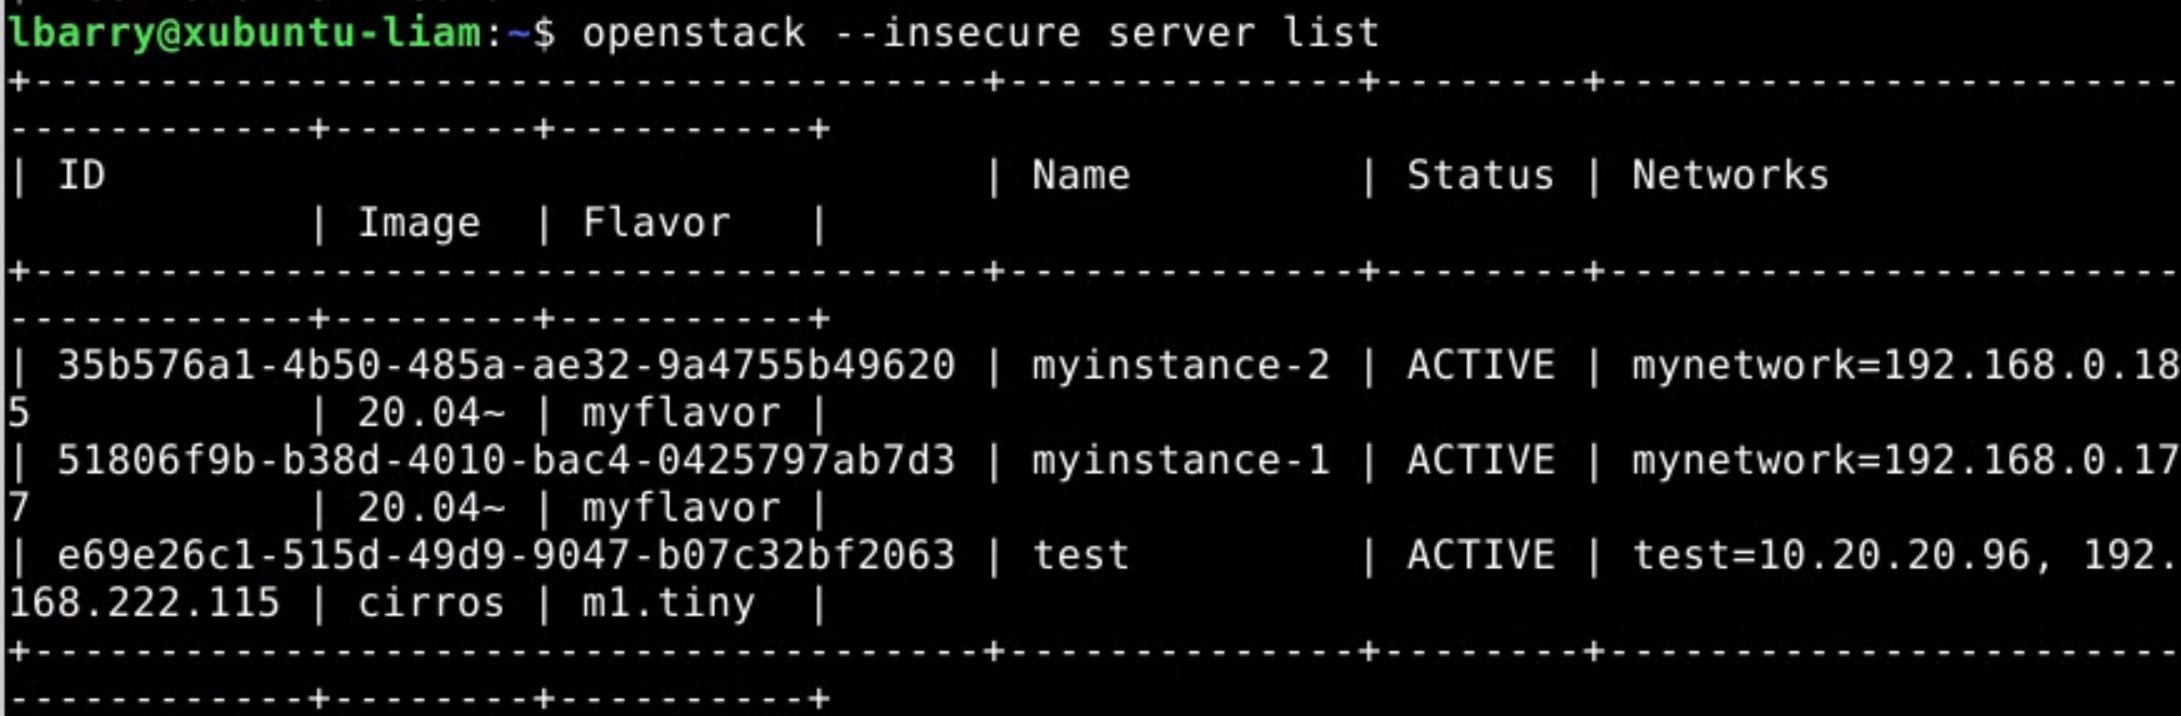 lbarry@xubuntu-liam:~$ openstack --insecure server list
+--------------------------------------+--------------+--------+-----------------------
------------+--------+----------+
| ID                                   | Name         | Status | Networks
            | Image  | Flavor   |
+--------------------------------------+--------------+--------+-----------------------
------------+--------+----------+
| 35b576a1-4b50-485a-ae32-9a4755b49620 | myinstance-2 | ACTIVE | mynetwork=192.168.0.18
5           | 20.04~ | myflavor |
| 51806f9b-b38d-4010-bac4-0425797ab7d3 | myinstance-1 | ACTIVE | mynetwork=192.168.0.17
7           | 20.04~ | myflavor |
| e69e26c1-515d-49d9-9047-b07c32bf2063 | test         | ACTIVE | test=10.20.20.96, 192.
168.222.115 | cirros | m1.tiny  |
+--------------------------------------+--------------+--------+-----------------------
------------+--------+----------+